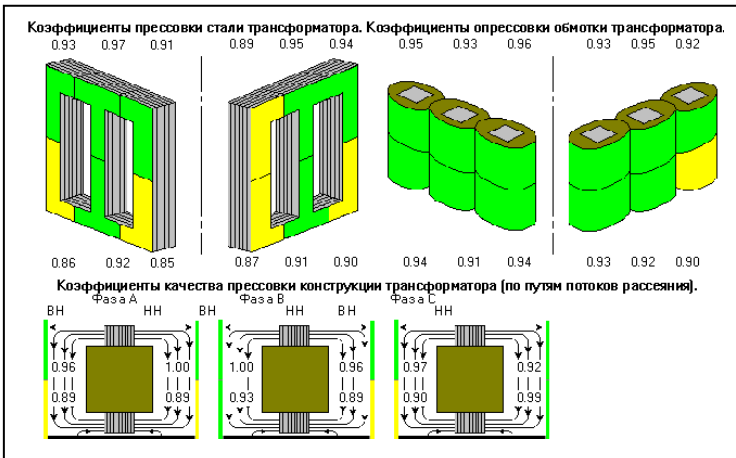 Коэффициенты прессовки стали трансформатора. Коэффициенты опрессовки обмотки трансформатора.
0.93 0.97 0.91 0.89 0.95 0.94 0.95 0.93 0.96 0.93 0.95 0.92
0.86 0.92 0.85 0.87 0.91 0.90 0.94 0.91 0.94 0.93 0.92 0.90
Коэффициенты качества прессовки конструкции трансформатора (по путям потоков рассеяния).
Фаза А Фаза В Фаза С
ВН НН ВН НН ВН НН
0.96 1.00 1.00 0.96 0.97 0.92
0.89 0.89 0.93 0.89 0.90 0.99